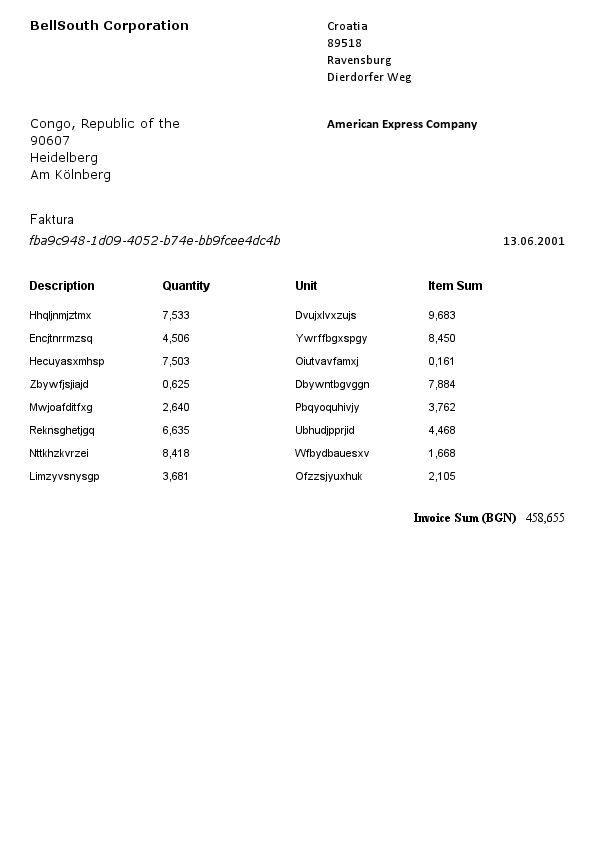 BellSouth Corporation
Croatia
89518
Ravensburg
Dierdorfer Weg
Congo, Republic of the
90607
Heidelberg
Am Kölnberg
American Express Company
Faktura
fba9c948-1d09-4052-b74e-bb9fcee4dc4b 13.06.2001
Description Quantity Unit Item Sum
Hhqljnmjztmx 7,533 Dvujxlvxzujs 9,683
Encjtnrrmzsq 4,506 Ywrffbgxspgy 8,450
Hecuyasxmhsp 7,503 Oiutvavfamxj 0,161
Zbywfjsjiajd 0,625 Dbywntbgvggn 7,884
Mwjoafditfxg 2,640 Pbqyoquhivjy 3,762
Reknsghetjgq 6,635 Ubhudjpprjid 4,468
Nttkhzkvrzei 8,418 Wfbydbauesxv 1,668
Limzyvsnysgp 3,681 Ofzzsjyuxhuk 2,105
Invoice Sum (BGN) 458,655